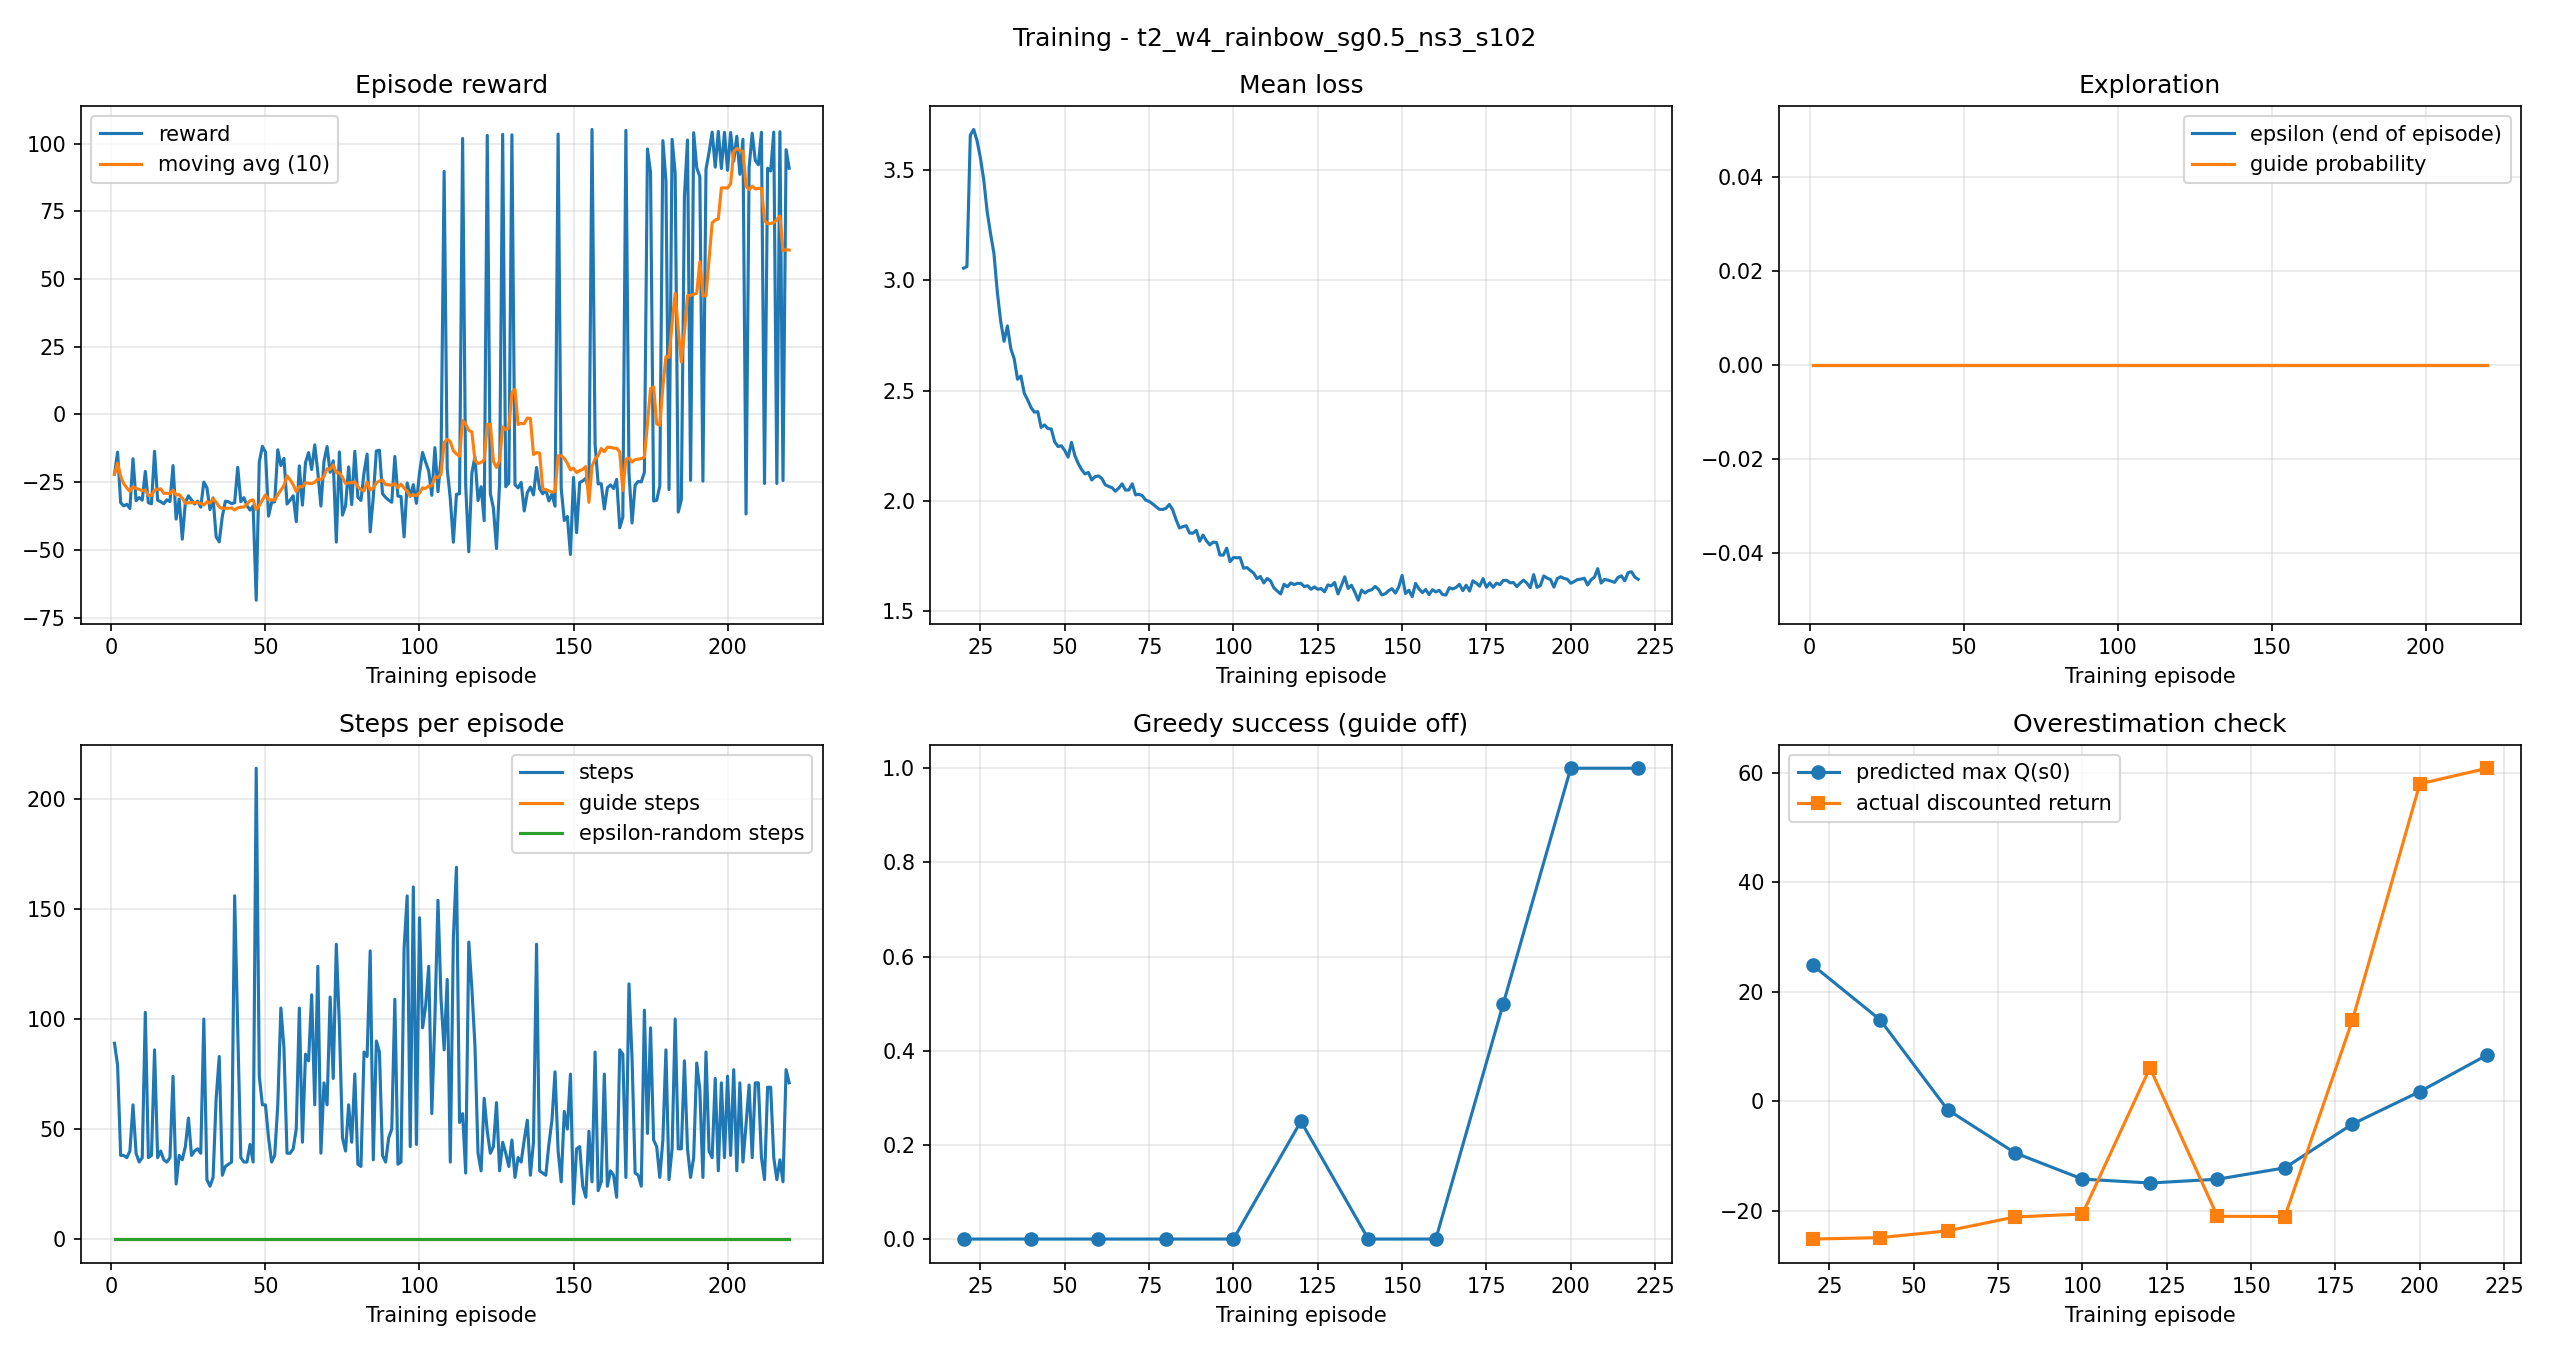 Training - t2_w4_rainbow_sg0.5_ns3_s102
Episode reward
reward
moving avg (10)
100
75
50
25
0
−25
−50
−75
0 50 100 150 200
Training episode
Mean loss
3.5
3.0
2.5
2.0
1.5
25 50 75 100 125 150 175 200 225
Training episode
Exploration
epsilon (end of episode)
guide probability
0.04
0.02
0.00
−0.02
−0.04
0 50 100 150 200
Training episode
Steps per episode
steps
guide steps
epsilon-random steps
200
150
100
50
0
0 50 100 150 200
Training episode
Greedy success (guide off)
1.0
0.8
0.6
0.4
0.2
0.0
25 50 75 100 125 150 175 200 225
Training episode
Overestimation check
predicted max Q(s0)
actual discounted return
60
40
20
0
−20
25 50 75 100 125 150 175 200 225
Training episode